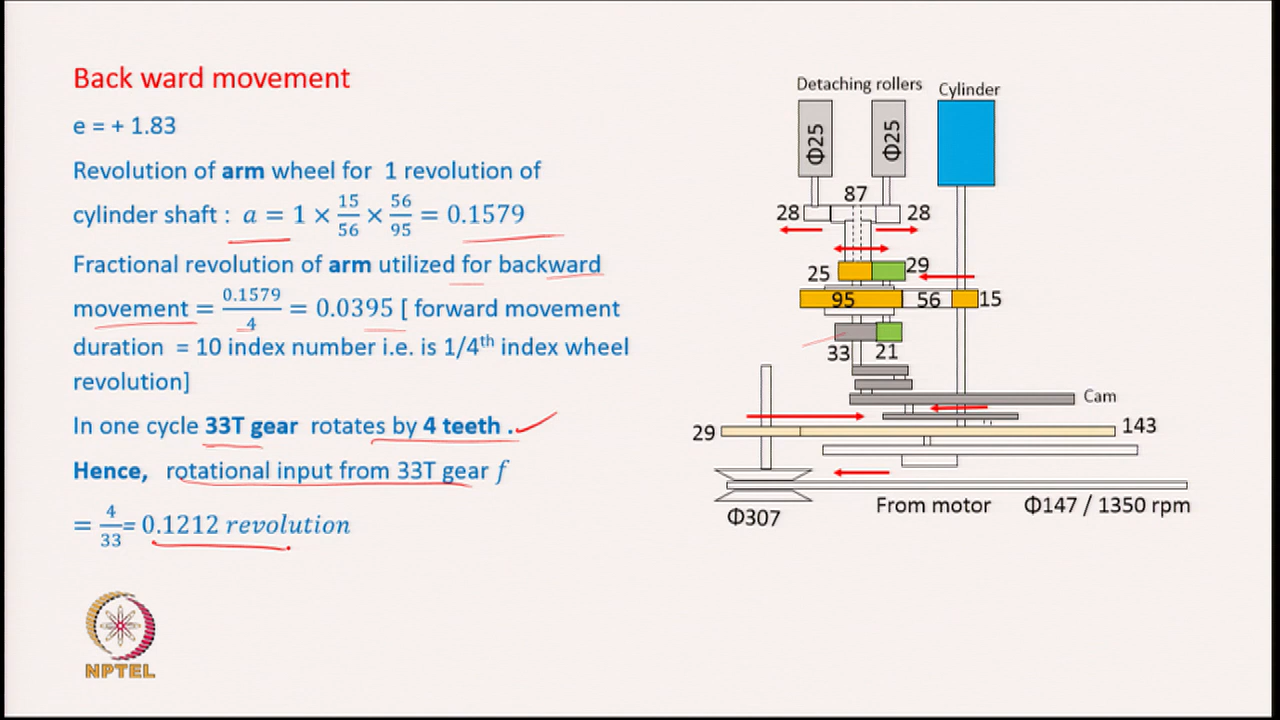 Back ward movement
e = + 1.83
Revolution of arm wheel for 1 revolution of
cylinder shaft : a = 1 × 15/56 × 56/95 = 0.1579
Fractional revolution of arm utilized for backward
movement = 0.1579/4 = 0.0395 [ forward movement
duration = 10 index number i.e. is 1/4th index wheel
revolution]
In one cycle 33T gear rotates by 4 teeth .
Hence, rotational input from 33T gear f
= 4/33= 0.1212 revolution
NPTEL
Detaching rollers
Cylinder
Φ25
Φ25
87
28
28
25
29
95
56
15
33
21
Cam
29
143
From motor
Φ147 / 1350 rpm
Φ307